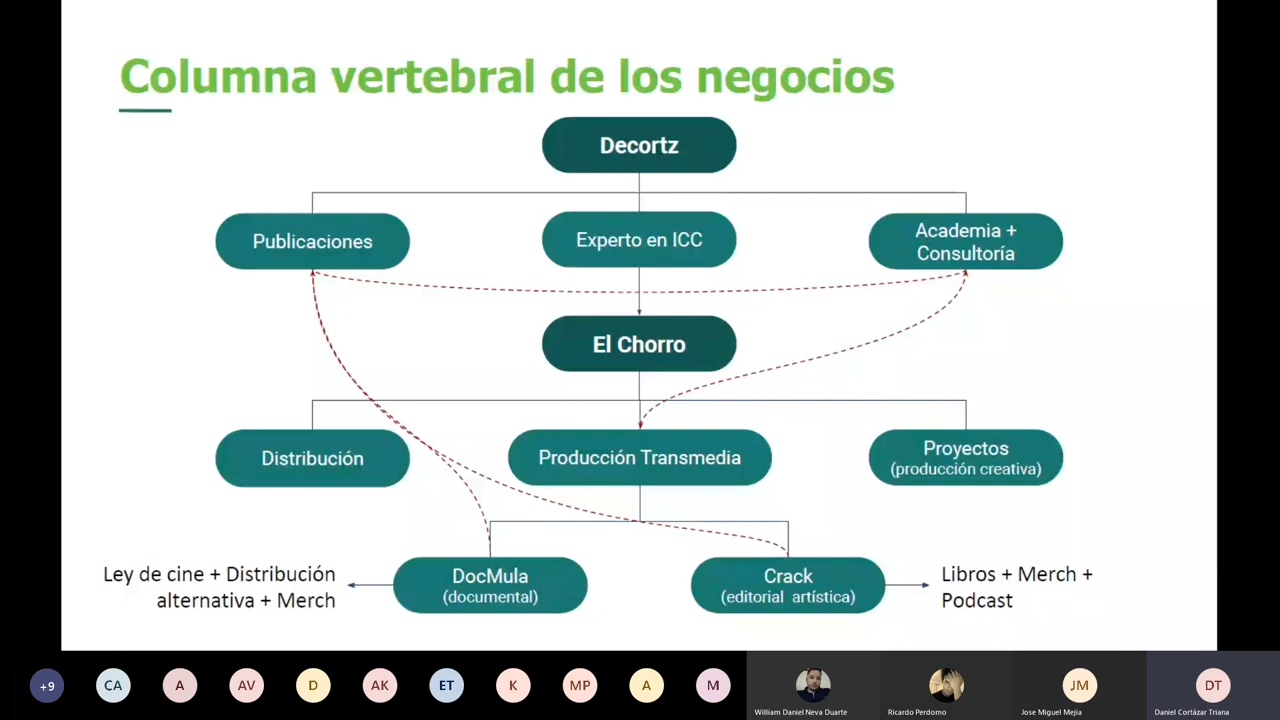 Columna vertebral de los negocios
Decortz
Publicaciones
Experto en ICC
Academia +
Consultoría
El Chorro
Distribución
Producción Transmedia
Proyectos
(producción creativa)
Ley de cine + Distribución
alternativa + Merch
DocMula
(documental)
Crack
(editorial artística)
Libros + Merch +
Podcast
+9
CA
A
AV
D
AK
ET
K
MP
A
M
JM
DT
William Daniel Neva Duarte
Ricardo Perdomo
Jose Miguel Mejia
Daniel Cortázar Triana